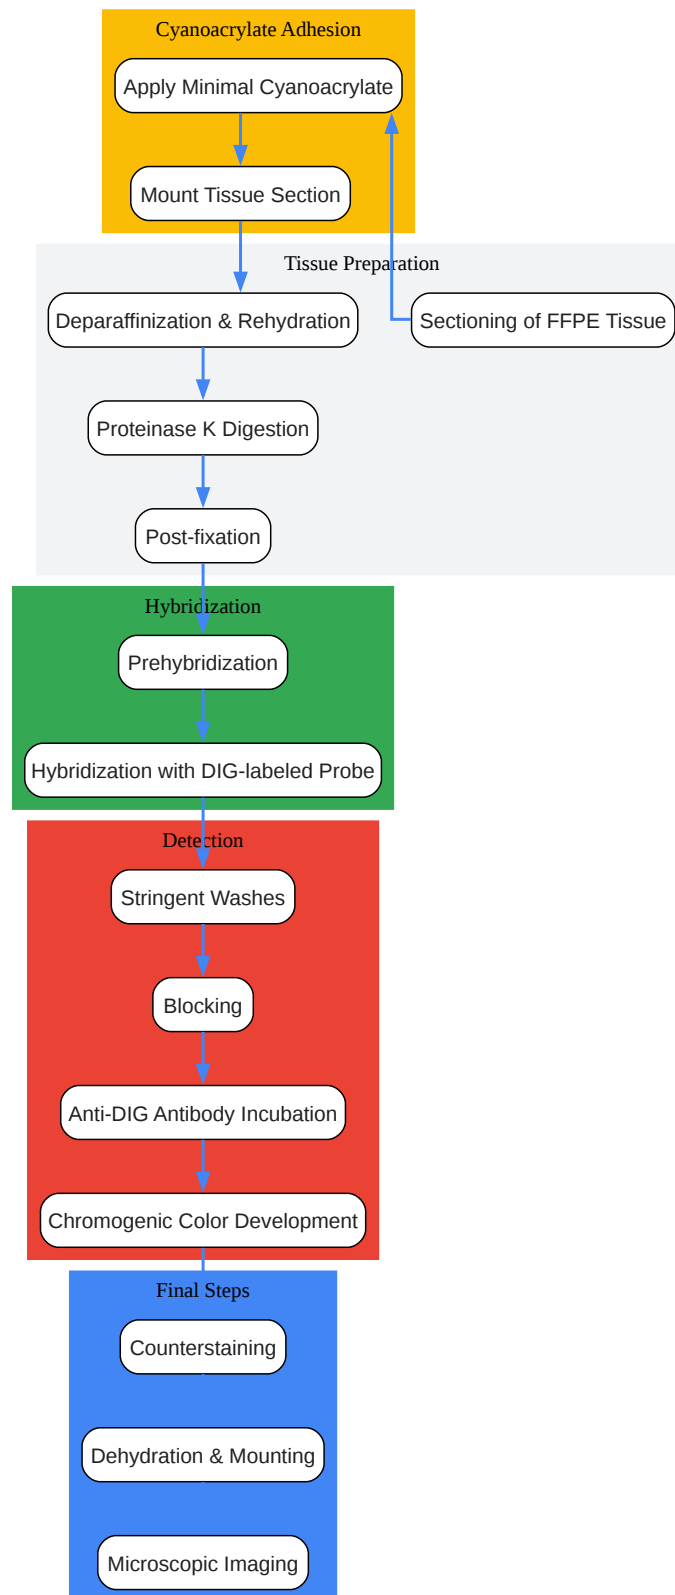 Cyanoacrylate Adhesion
Apply Minimal Cyanoacrylate
Mount Tissue Section
Tissue Preparation
Deparaffinization & Rehydration
Sectioning of FFPE Tissue
Proteinase K Digestion
Post-fixation
Hybridization
Prehybridization
Hybridization with DIG-labeled Probe
Detection
Stringent Washes
Blocking
Anti-DIG Antibody Incubation
Chromogenic Color Development
Final Steps
Counterstaining
Dehydration & Mounting
Microscopic Imaging